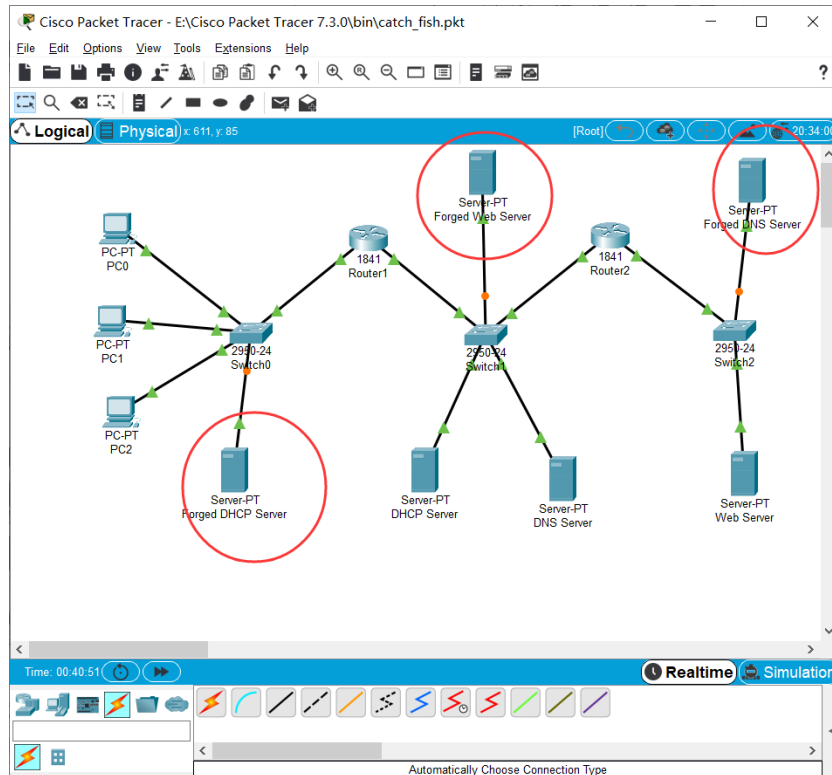 Cisco Packet Tracer - E:\Cisco Packet Tracer 7.3.0\bin\catch_fish.pkt
File Edit Options View Tools Extensions Help
?
Logical Physical x: 611, y: 85 [Root] 20:34:00
Server-PT
Forged Web Server
Server-PT
Forged DNS Server
PC-PT
PC0
1841
Router1
1841
Router2
PC-PT
PC1
2950-24
Switch0
2950-24
Switch1
2950-24
Switch2
PC-PT
PC2
Server-PT
Forged DHCP Server
Server-PT
DHCP Server
Server-PT
DNS Server
Server-PT
Web Server
Time: 00:40:51 Realtime Simulation
Automatically Choose Connection Type